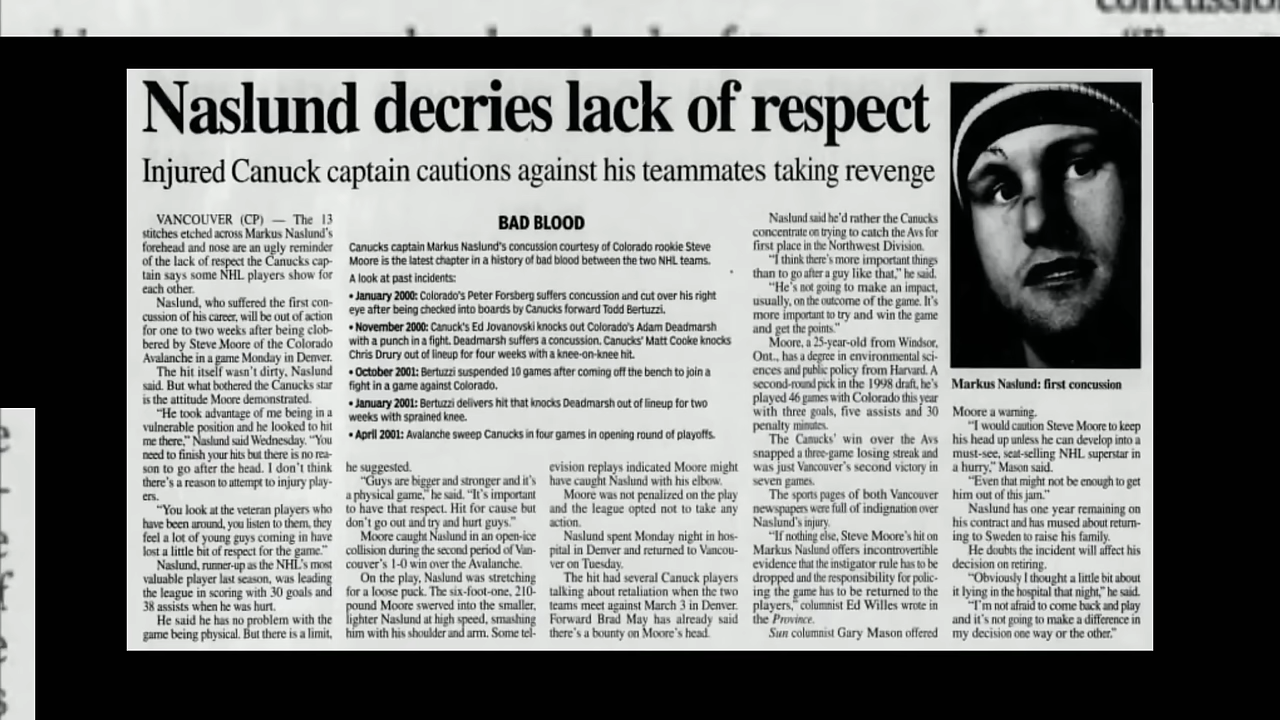 concussio
Naslund decries lack of respect
Injured Canuck captain cautions against his teammates taking revenge
VANCOUVER (CP) — The 13
stitches etched across Markus Naslund's
forehead and nose are an ugly reminder
of the lack of respect the Canucks cap-
tain says some NHL players show for
each other.
Naslund, who suffered the first con-
cussion of his career, will be out of action
for one to two weeks after being clob-
bered by Steve Moore of the Colorado
Avalanche in a game Monday in Denver.
The hit itself wasn't dirty, Naslund
said. But what bothered the Canucks star
is the attitude Moore demonstrated.
"He took advantage of me being in a
vulnerable position and he looked to hit
me there," Naslund said Wednesday. "You
need to finish your hits but there is no rea-
son to go after the head. I don't think
there's a reason to attempt to injury play-
ers.
"You look at the veteran players who
have been around, you listen to them, they
feel a lot of young guys coming in have
lost a little bit of respect for the game."
Naslund, runner-up as the NHL's most
valuable player last season, was leading
the league in scoring with 30 goals and
38 assists when he was hurt.
He said he has no problem with the
game being physical. But there is a limit,
BAD BLOOD
Canucks captain Markus Naslund's concussion courtesy of Colorado rookie Steve
Moore is the latest chapter in a history of bad blood between the two NHL teams.
A look at past incidents:
• January 2000: Colorado's Peter Forsberg suffers concussion and cut over his right
eye after being checked into boards by Canucks forward Todd Bertuzzi.
• November 2000: Canuck's Ed Jovanovski knocks out Colorado's Adam Deadmarsh
with a punch in a fight. Deadmarsh suffers a concussion. Canucks' Matt Cooke knocks
Chris Drury out of lineup for four weeks with a knee-on-knee hit.
• October 2001: Bertuzzi suspended 10 games after coming off the bench to join a
fight in a game against Colorado.
• January 2001: Bertuzzi delivers hit that knocks Deadmarsh out of lineup for two
weeks with sprained knee.
• April 2001: Avalanche sweep Canucks in four games in opening round of playoffs.
he suggested.
"Guys are bigger and stronger and it's
a physical game," he said. "It's important
to have that respect. Hit for cause but
don't go out and try and hurt guys."
Moore caught Naslund in an open-ice
collision during the second period of Van-
couver's 1-0 win over the Avalanche.
On the play, Naslund was stretching
for a loose puck. The six-foot-one, 210-
pound Moore swerved into the smaller,
lighter Naslund at high speed, smashing
him with his shoulder and arm. Some tel-
evision replays indicated Moore might
have caught Naslund with his elbow.
Moore was not penalized on the play
and the league opted not to take any
action.
Naslund spent Monday night in hos-
pital in Denver and returned to Vancou-
ver on Tuesday.
The hit had several Canuck players
talking about retaliation when the two
teams meet against March 3 in Denver.
Forward Brad May has already said
there's a bounty on Moore's head.
Naslund said he'd rather the Canucks
concentrate on trying to catch the Avs for
first place in the Northwest Division.
"I think there's more important things
than to go after a guy like that," he said.
"He's not going to make an impact,
usually, on the outcome of the game. It's
more important to try and win the game
and get the points."
Moore, a 25-year-old from Windsor,
Ont., has a degree in environmental sci-
ences and public policy from Harvard. A
second-round pick in the 1998 draft, he's
played 46 games with Colorado this year
with three goals, five assists and 30
penalty minutes.
The Canucks' win over the Avs
snapped a three-game losing streak and
was just Vancouver's second victory in
seven games.
The sports pages of both Vancouver
newspapers were full of indignation over
Naslund's injury.
"If nothing else, Steve Moore's hit on
Markus Naslund offers incontrovertible
evidence that the instigator rule has to be
dropped and the responsibility for polic-
ing the game has to be returned to the
players," columnist Ed Willes wrote in
the Province.
Sun columnist Gary Mason offered
Markus Naslund: first concussion
Moore a warning.
"I would caution Steve Moore to keep
his head up unless he can develop into a
must-see, seat-selling NHL superstar in
a hurry," Mason said.
"Even that might not be enough to get
him out of this jam."
Naslund has one year remaining on
his contract and has mused about return-
ing to Sweden to raise his family.
He doubts the incident will affect his
decision on retiring.
"Obviously I thought a little bit about
it lying in the hospital that night," he said.
"I'm not afraid to come back and play
and it's not going to make a difference in
my decision one way or the other."